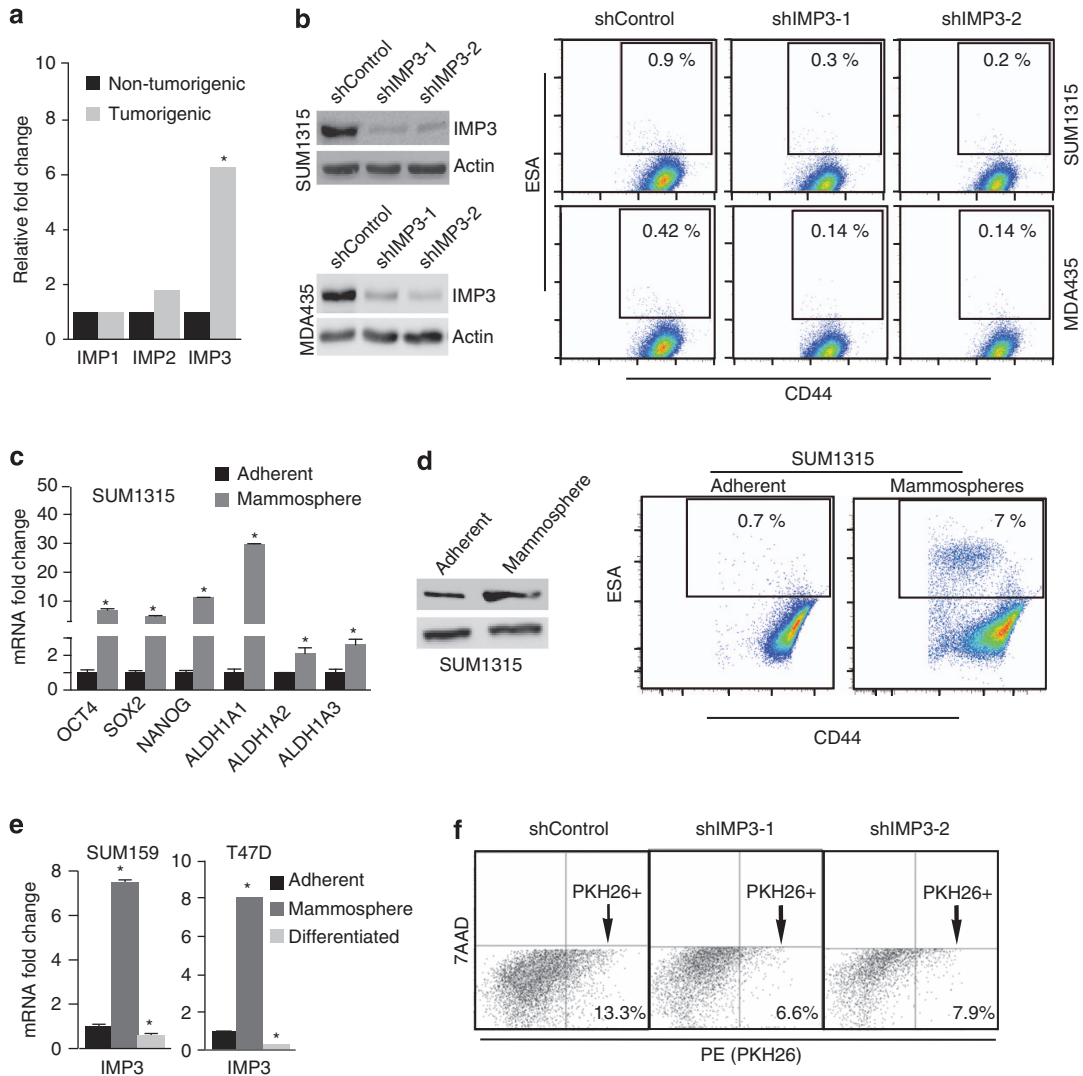 a
10
8
6
4
2
0
Relative fold change
Non-tumorigenic
Tumorigenic
*
IMP1 IMP2 IMP3
b
shControl shIMP3-1 shIMP3-2
SUM1315
IMP3
Actin
shControl shIMP3-1 shIMP3-2
MDA435
IMP3
Actin
shControl shIMP3-1 shIMP3-2
0.9 % 0.3 % 0.2 %
SUM1315
ESA
0.42 % 0.14 % 0.14 %
MDA435
CD44
c
Adherent
Mammosphere
SUM1315
50
40
30
20
10
2
0
mRNA fold change
* * * * * *
OCT4 SOX2 NANOG ALDH1A1 ALDH1A2 ALDH1A3
d
Adherent Mammosphere
SUM1315
SUM1315
Adherent Mammospheres
0.7 % 7 %
ESA
CD44
e
SUM159
8
6
4
2
0
mRNA fold change
* *
IMP3
T47D
10
8
6
4
2
0
* *
IMP3
Adherent
Mammosphere
Differentiated
f
shControl shIMP3-1 shIMP3-2
PKH26+ PKH26+ PKH26+
7AAD
13.3% 6.6% 7.9%
PE (PKH26)